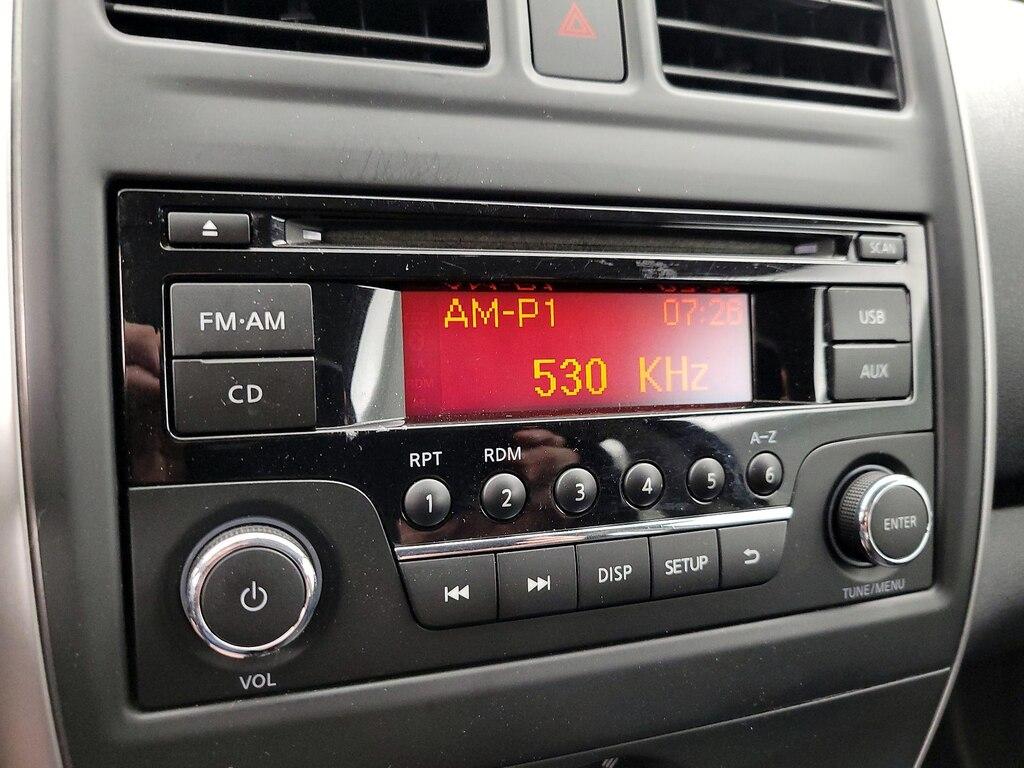 SCAN
FM·AM
CD
AM-P1 07:26
530 KHz
USB
AUX
RPT RDM A-Z
1 2 3 4 5 6
DISP SETUP
ENTER
TUNE/MENU
VOL